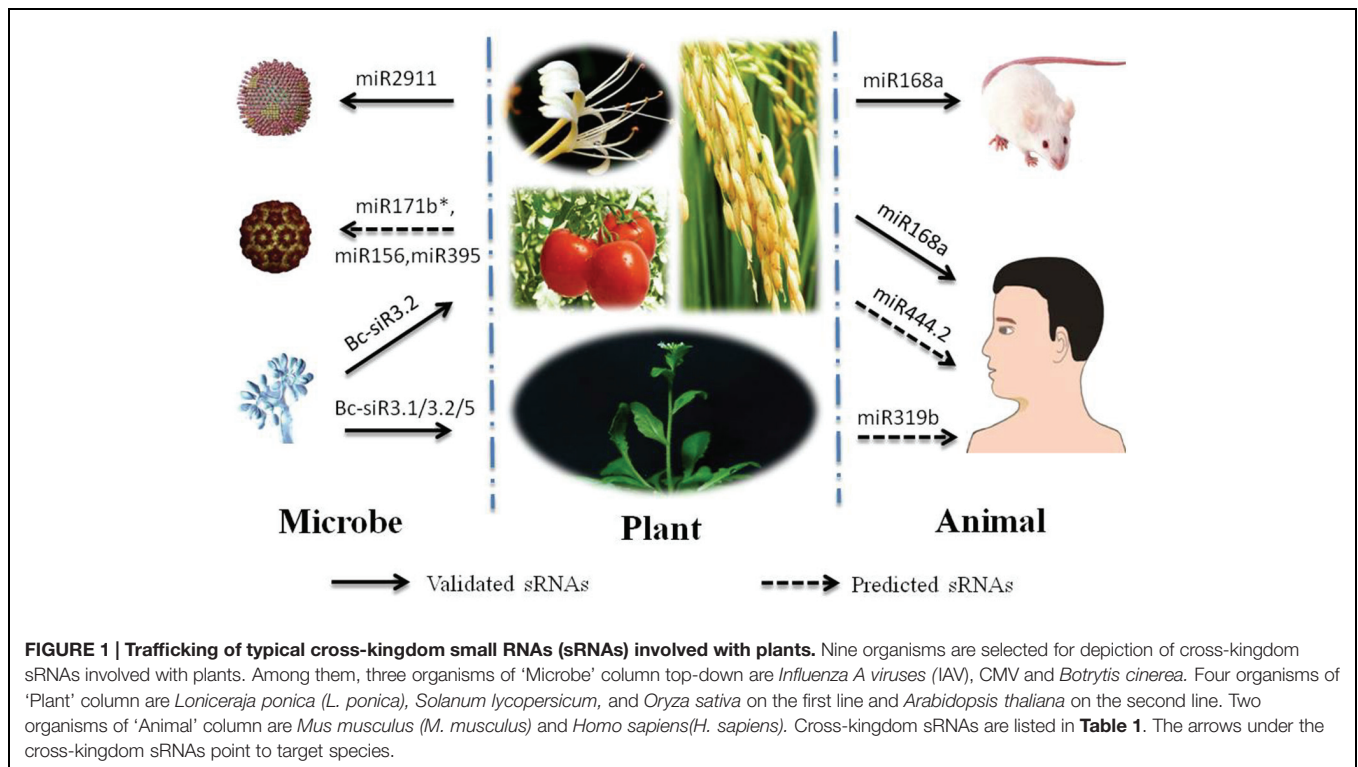 miR2911
miR168a
miR171b*,
miR156,miR395
miR168a
Bc-siR3.2
miR444.2
Bc-siR3.1/3.2/5
miR319b
Microbe
Plant
Animal
Validated sRNAs
Predicted sRNAs
FIGURE 1 | Trafficking of typical cross-kingdom small RNAs (sRNAs) involved with plants. Nine organisms are selected for depiction of cross-kingdom
sRNAs involved with plants. Among them, three organisms of ‘Microbe’ column top-down are Influenza A viruses (IAV), CMV and Botrytis cinerea. Four organisms of
‘Plant’ column are Loniceraja ponica (L. ponica), Solanum lycopersicum, and Oryza sativa on the first line and Arabidopsis thaliana on the second line. Two
organisms of ‘Animal’ column are Mus musculus (M. musculus) and Homo sapiens(H. sapiens). Cross-kingdom sRNAs are listed in Table 1. The arrows under the
cross-kingdom sRNAs point to target species.